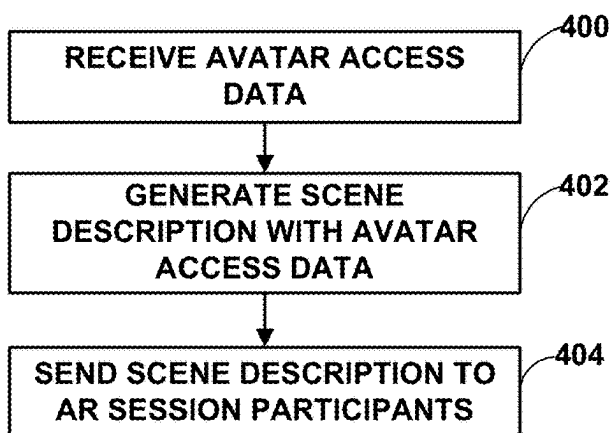 400
RECEIVE AVATAR ACCESS
DATA
402
GENERATE SCENE
DESCRIPTION WITH AVATAR
ACCESS DATA
404
SEND SCENE DESCRIPTION TO
AR SESSION PARTICIPANTS